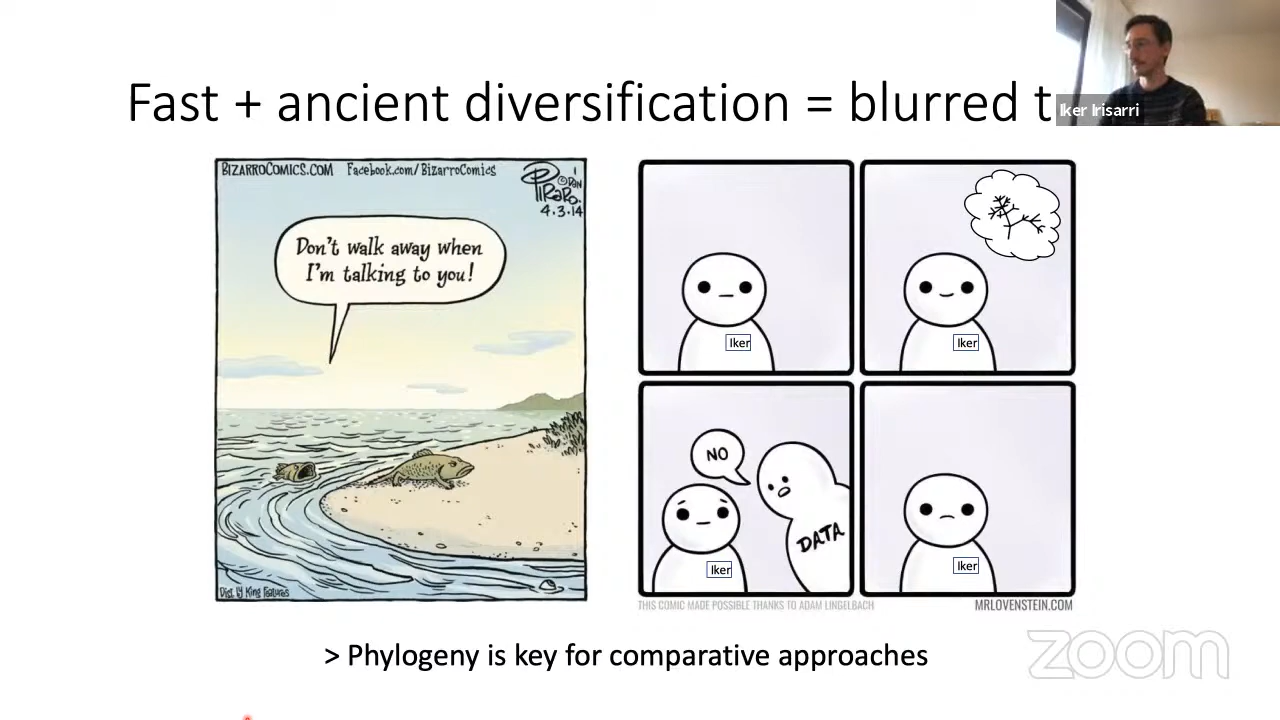 Fast + ancient diversification = blurred t
Iker Irisarri
BIZARROCOMICS.COM Facebook.com/BizarroComics
©Dan
PIRARO.
4.3.14
Don't walk away when
I'm talking to you!
Dist. by King Features
Iker
Iker
NO
DATA
Iker
Iker
THIS COMIC MADE POSSIBLE THANKS TO ADAM LINGELBACH
MRLOVENSTEIN.COM
> Phylogeny is key for comparative approaches
zoom